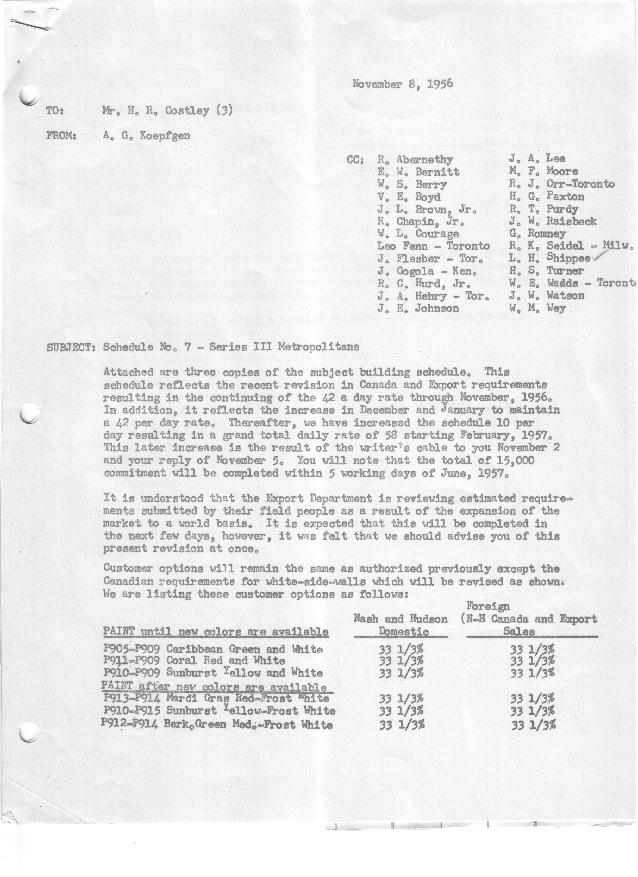 November 8, 1956
TO: Mr. H. R. Costley (3)
FROM: A. G. Koepfgen
CC: R. Abernethy
E. W. Bernitt
W. S. Berry
V. E. Boyd
J. L. Brown, Jr.
R. Chapin, Jr.
W. L. Courage
Leo Fenn - Toronto
J. Flesher - Tor.
J. Gogola - Ken.
R. C. Hurd, Jr.
J. A. Hehry - Tor.
J. E. Johnson
J. A. Lee
M. F. Moore
R. J. Orr-Toronto
H. G. Paxton
R. T. Purdy
J. W. Raisbeck
G. Romney
R. K. Seidel - Milw.
L. H. Shippee
H. S. Turner
W. E. Wadds - Toront
J. W. Watson
W. M. Wey
SUBJECT: Schedule No. 7 - Series III Metropolitans
Attached are three copies of the subject building schedule. This
schedule reflects the recent revision in Canada and Export requirements
resulting in the continuing of the 42 a day rate through November, 1956.
In addition, it reflects the increase in December and January to maintain
a 42 per day rate. Thereafter, we have increased the schedule 10 per
day resulting in a grand total daily rate of 58 starting February, 1957.
This later increase is the result of the writer's cable to you November 2
and your reply of November 5. You will note that the total of 15,000
commitment will be completed within 5 working days of June, 1957.
It is understood that the Export Department is reviewing estimated require-
ments submitted by their field people as a result of the expansion of the
market to a world basis. It is expected that this will be completed in
the next few days, however, it was felt that we should advise you of this
present revision at once.
Customer options will remain the same as authorized previously except the
Canadian requirements for white-side-walls which will be revised as shown.
We are listing these customer options as follows:
Foreign
Nash and Hudson (N-H Canada and Export
PAINT until new colors are available Domestic Sales
P905-P909 Caribbean Green and White 33 1/3% 33 1/3%
P911-P909 Coral Red and White 33 1/3% 33 1/3%
P910-P909 Sunburst Yellow and White 33 1/3% 33 1/3%
PAINT after new colors are available
P913-P914 Mardi Gras Red-Frost White 33 1/3% 33 1/3%
P910-P915 Sunburst Yellow-Frost White 33 1/3% 33 1/3%
P912-P914 Berk.Green Med.-Frost White 33 1/3% 33 1/3%